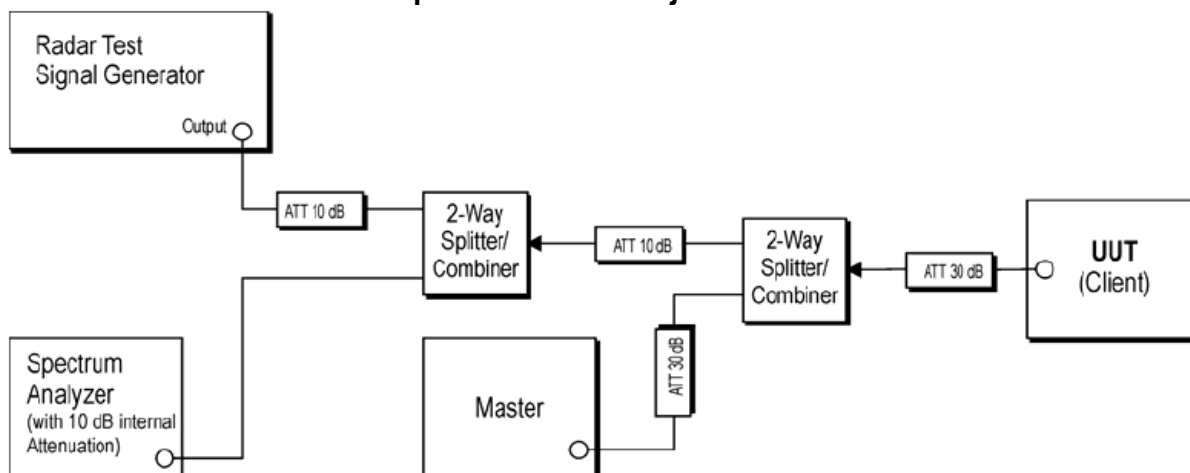 Radar Test
Signal Generator
Output
ATT 10 dB
2-Way
Splitter/
Combiner
ATT 10 dB
2-Way
Splitter/
Combiner
ATT 30 dB
UUT
(Client)
Spectrum
Analyzer
(with 10 dB internal
Attenuation)
Master
ATT 30 dB